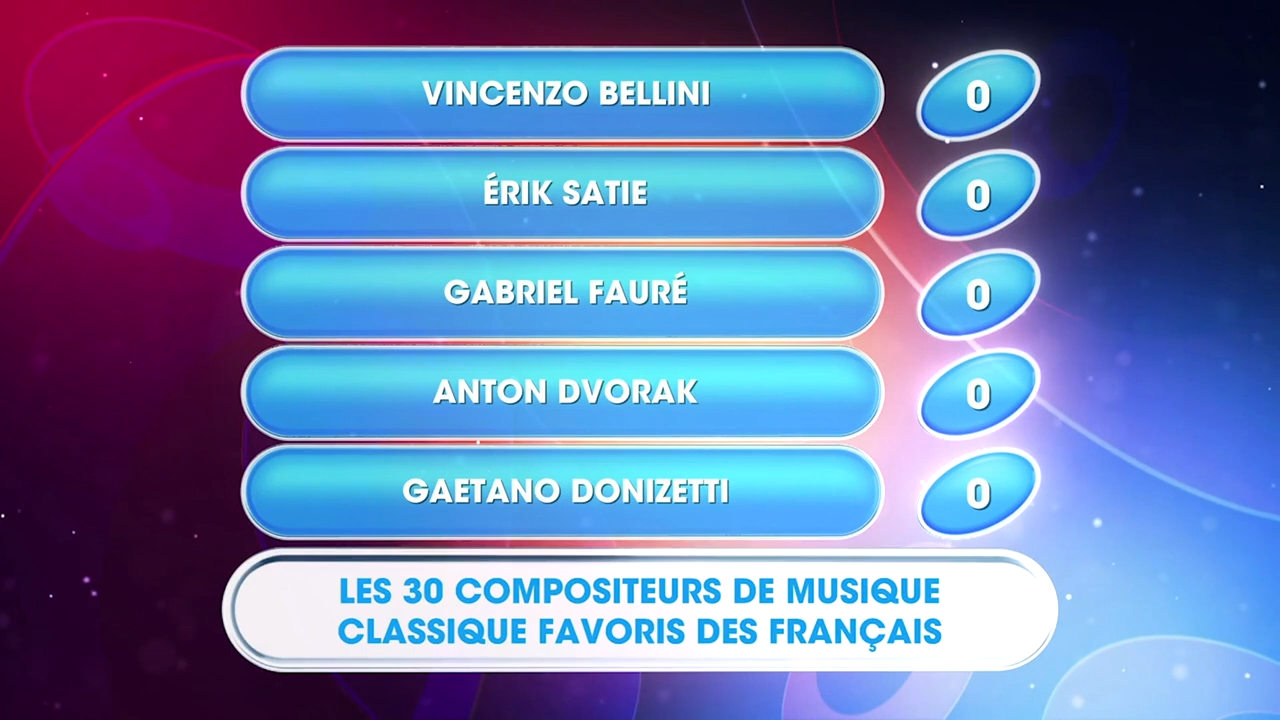 VINCENZO BELLINI 0
ÉRIK SATIE 0
GABRIEL FAURÉ 0
ANTON DVORAK 0
GAETANO DONIZETTI 0
LES 30 COMPOSITEURS DE MUSIQUE
CLASSIQUE FAVORIS DES FRANÇAIS